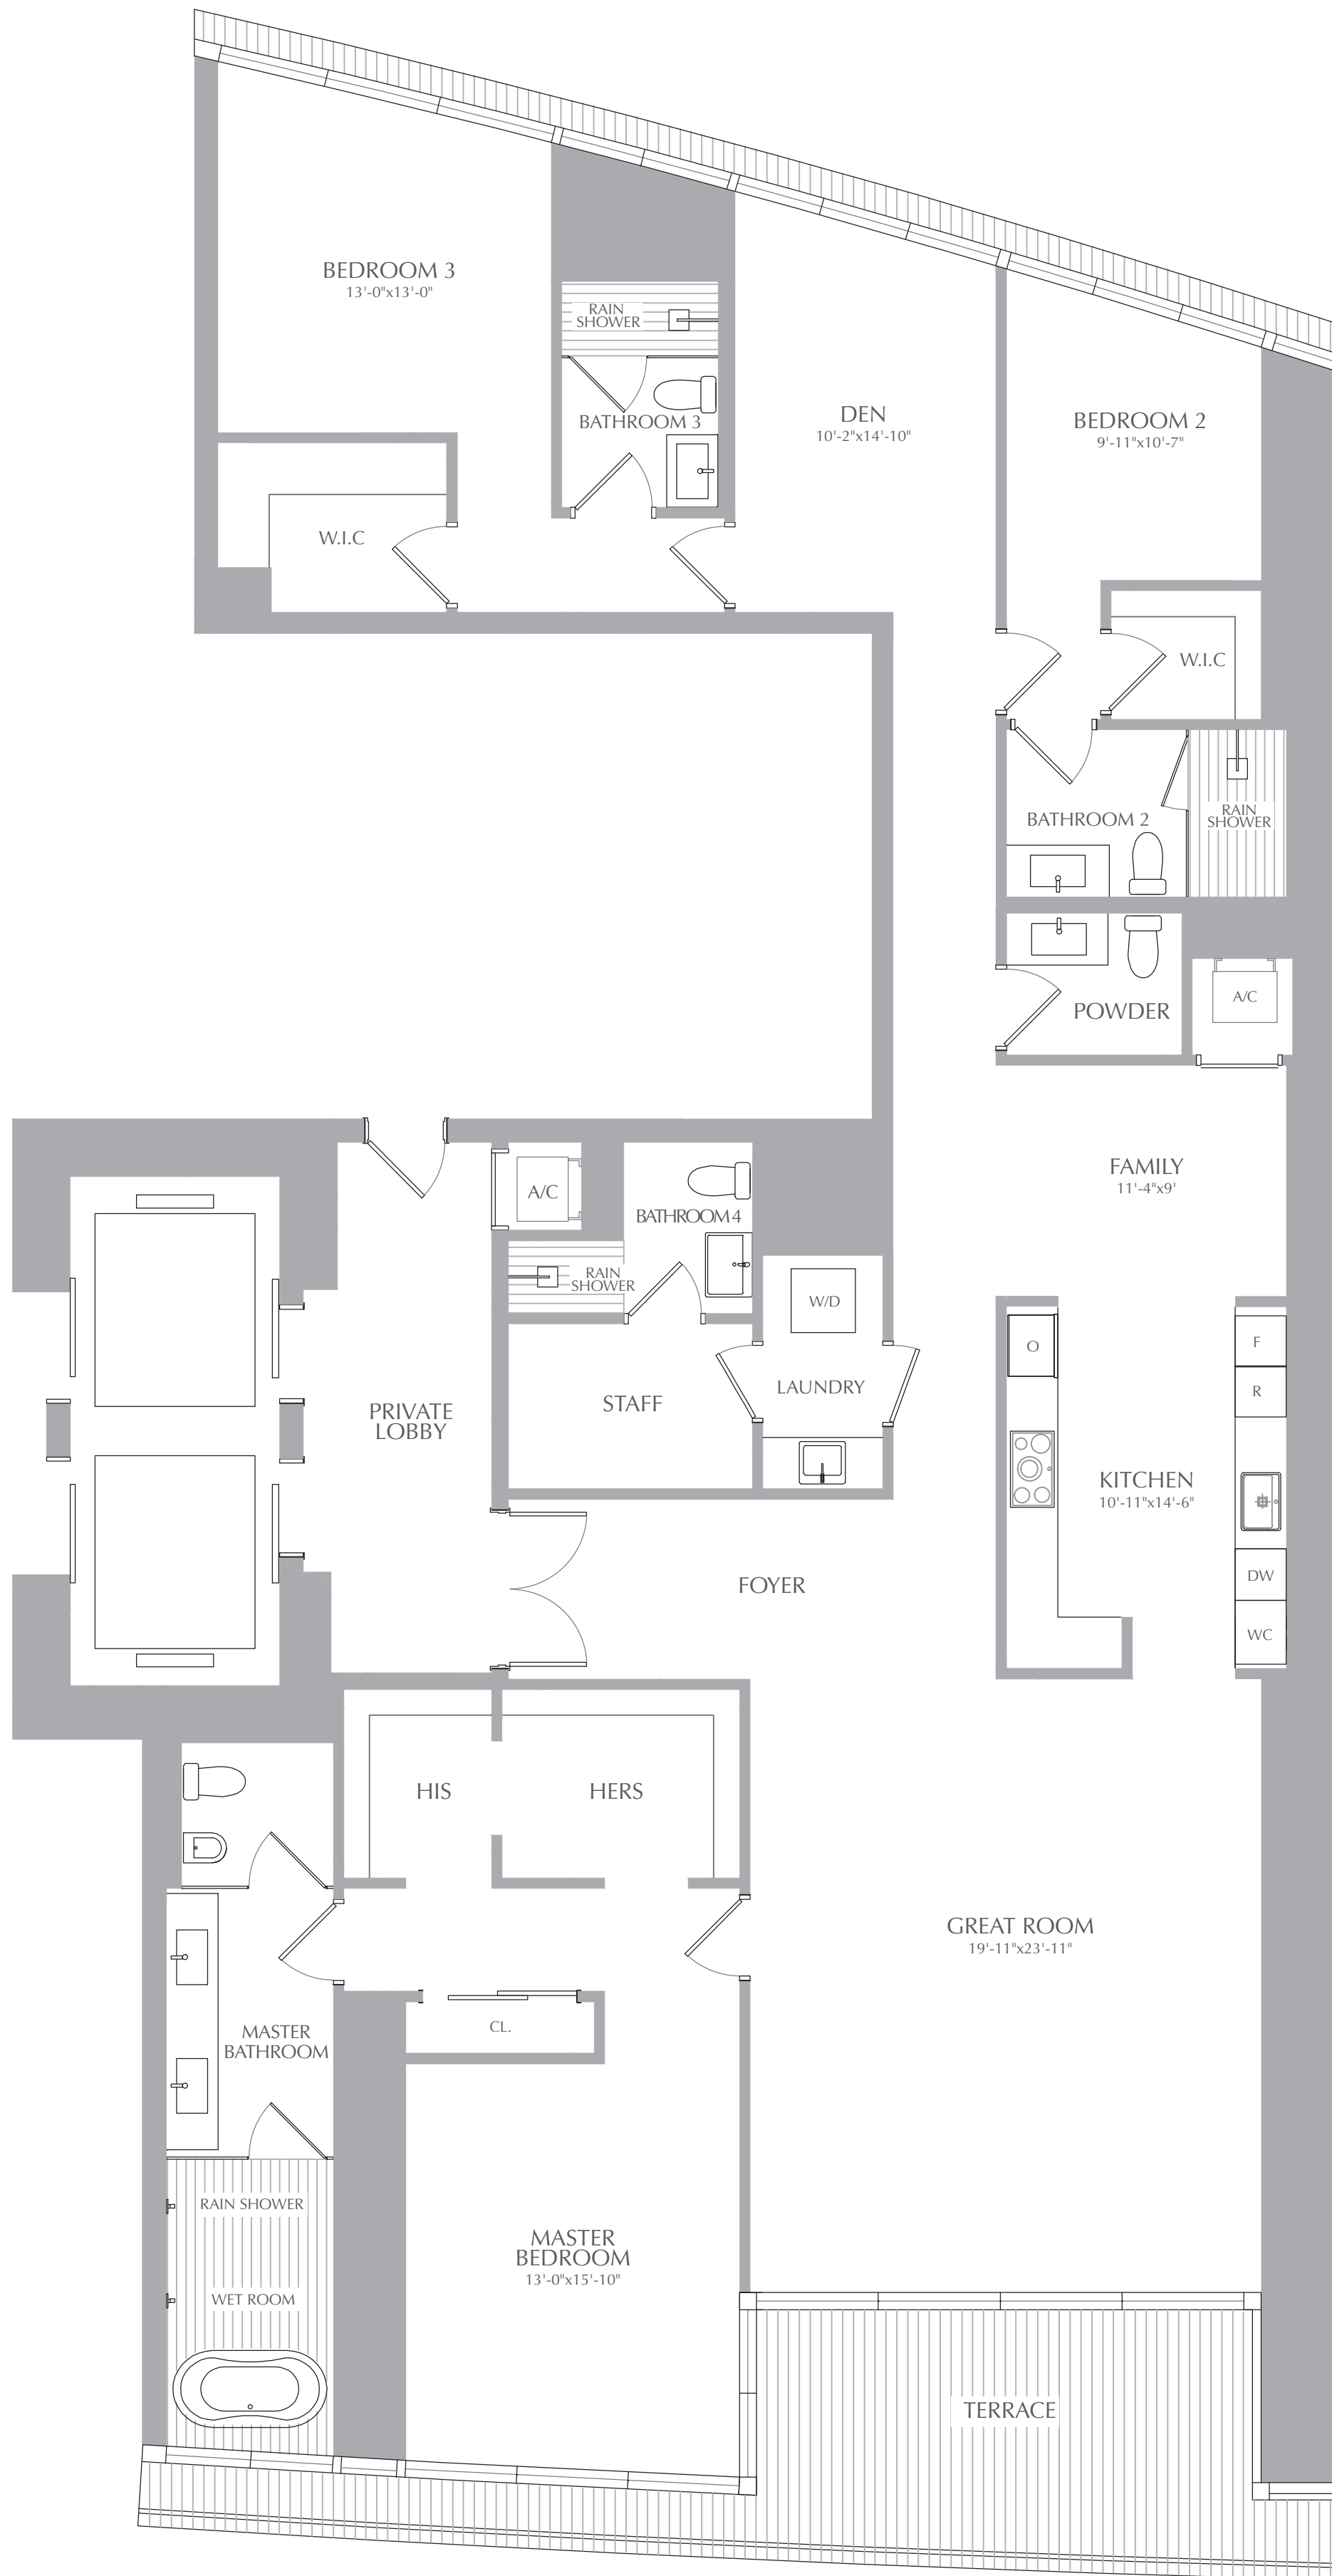 BEDROOM 3
13'-0"x13'-0"
RAIN
SHOWER
BATHROOM 3
DEN
10'-2"x14'-10"
BEDROOM 2
9'-11"x10'-7"
W.I.C
W.I.C
BATHROOM 2
RAIN
SHOWER
POWDER
A/C
FAMILY
11'-4"x9'
A/C
BATHROOM 4
RAIN
SHOWER
W/D
O
F
R
LAUNDRY
STAFF
PRIVATE
LOBBY
KITCHEN
10'-11"x14'-6"
DW
WC
FOYER
HIS
HERS
GREAT ROOM
19'-11"x23'-11"
CL.
MASTER
BATHROOM
RAIN SHOWER
WET ROOM
MASTER
BEDROOM
13'-0"x15'-10"
TERRACE